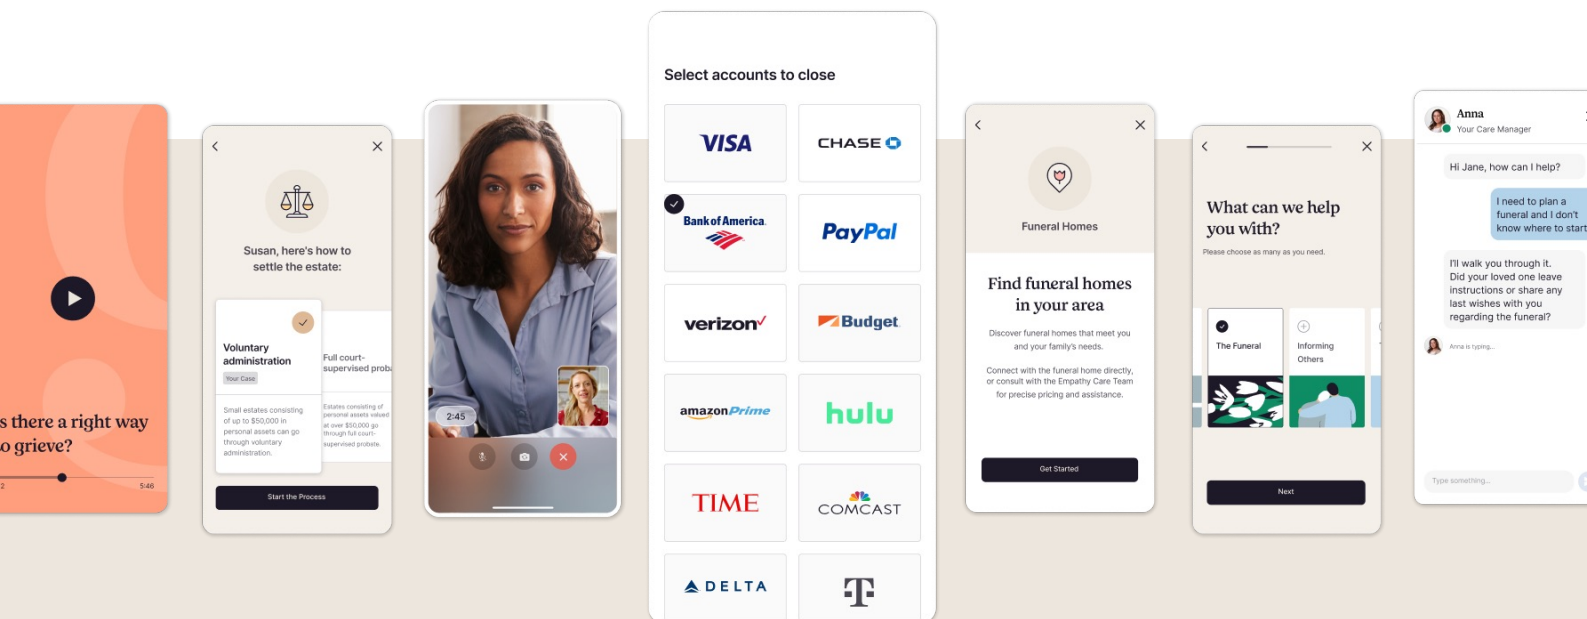 s there a right way
o grieve?
2
5:46
Susan, here's how to
settle the estate:
Voluntary
administration
Your Case
Small estates consisting
of up to $50,000 in
personal assets can go
through voluntary
administration.
Full court-
supervised proba
Estates consisting of
personal assets valued
at over $50,000 go
through full court-
supervised probate.
Start the Process
2:45
Select accounts to close
VISA
CHASE
Bank of America
PayPal
verizon
Budget
amazon Prime
hulu
TIME
COMCAST
DELTA
T
Funeral Homes
Find funeral homes
in your area
Discover funeral homes that meet you
and your family's needs.
Connect with the funeral home directly,
or consult with the Empathy Care Team
for precise pricing and assistance.
Get Started
What can we help
you with?
Please choose as many as you need.
The Funeral
Informing
Others
Next
Anna
Your Care Manager
Hi Jane, how can I help?
I need to plan a
funeral and I don't
know where to start
I'll walk you through it.
Did your loved one leave
instructions or share any
last wishes with you
regarding the funeral?
Anna is typing...
Type something...